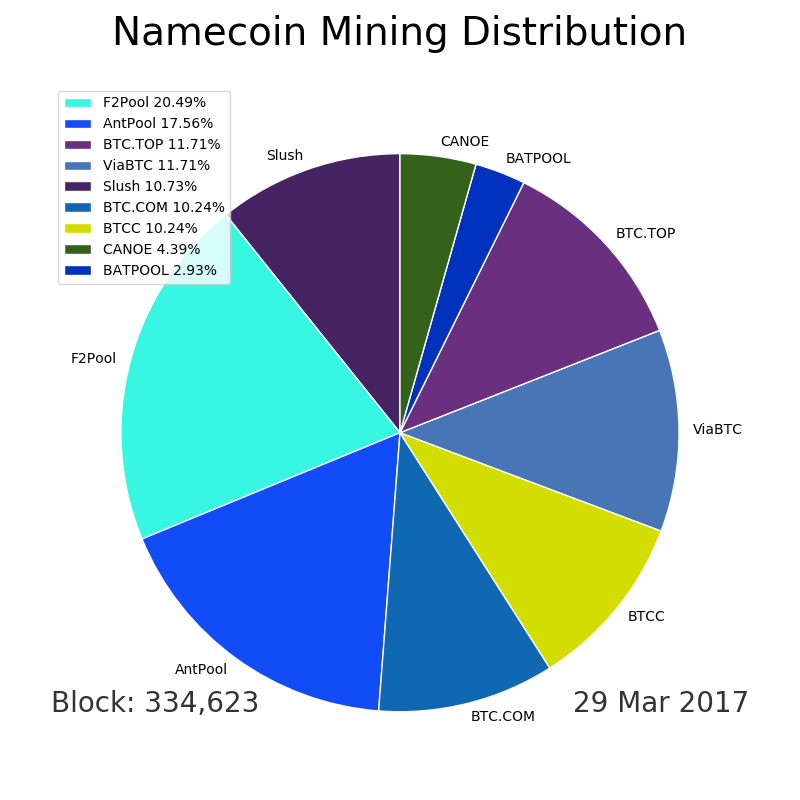 Namecoin Mining Distribution
F2Pool 20.49%
AntPool 17.56%
BTC.TOP 11.71%
ViaBTC 11.71%
Slush 10.73%
BTC.COM 10.24%
BTCC 10.24%
CANOE 4.39%
BATPOOL 2.93%
CANOE
Slush
BATPOOL
BTC.TOP
F2Pool
ViaBTC
BTCC
AntPool
BTC.COM
Block: 334,623
29 Mar 2017